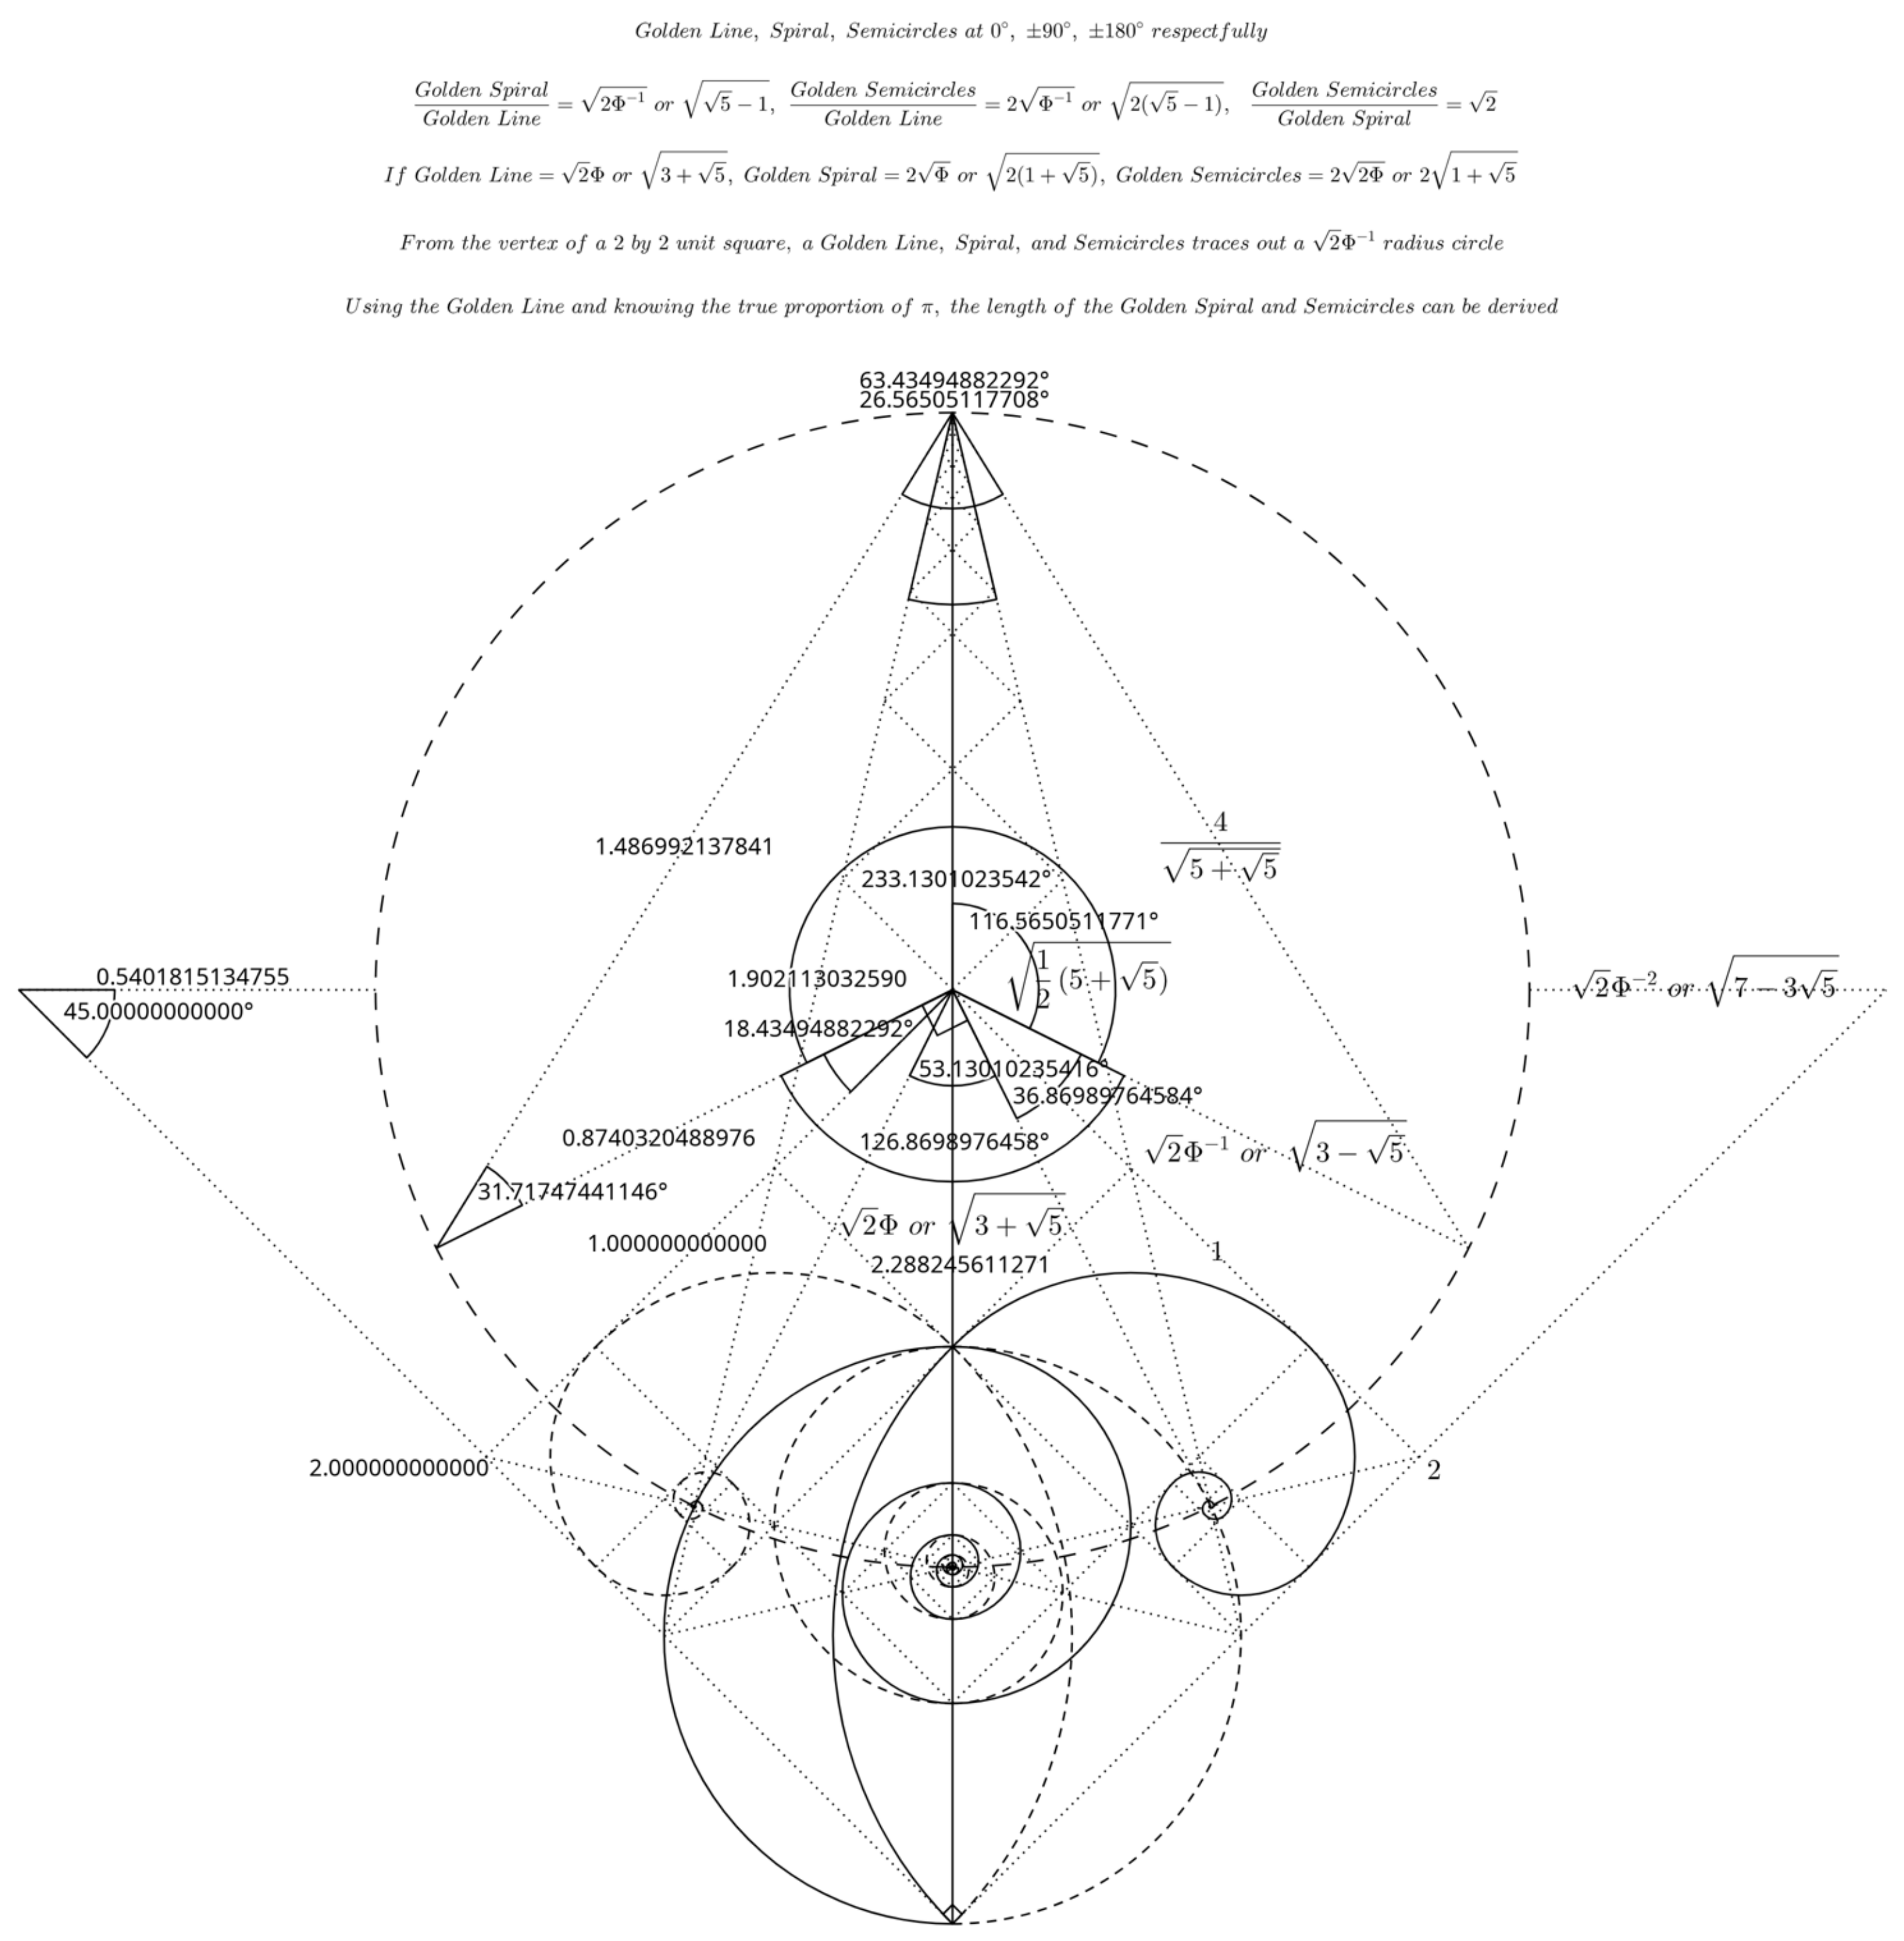 Golden Line, Spiral, Semicircles at 0°, ±90°, ±180° respectfully
Golden Spiral / Golden Line = √(2Φ⁻¹) or √(√5 − 1), Golden Semicircles / Golden Line = 2√(Φ⁻¹) or √(2(√5 − 1)), Golden Semicircles / Golden Spiral = √2
If Golden Line = √2Φ or √(3 + √5), Golden Spiral = 2√Φ or √(2(1 + √5)), Golden Semicircles = 2√(2Φ) or 2√(1 + √5)
From the vertex of a 2 by 2 unit square, a Golden Line, Spiral, and Semicircles traces out a √2Φ⁻¹ radius circle
Using the Golden Line and knowing the true proportion of π, the length of the Golden Spiral and Semicircles can be derived
63.43494882292°
26.56505117708°
1.486992137841
4 / √(5 + √5)
233.1301023542°
116.5650511771°
0.5401815134755
1.902113032590
√(1/2 (5 + √5))
√2Φ⁻² or √(7 − 3√5)
45.00000000000°
18.43494882292°
53.13010235416°
36.86989764584°
0.8740320488976
126.8698976458°
√2Φ⁻¹ or √(3 − √5)
31.71747441146°
√2Φ or √(3 + √5)
1.000000000000
1
2.288245611271
2.000000000000
2